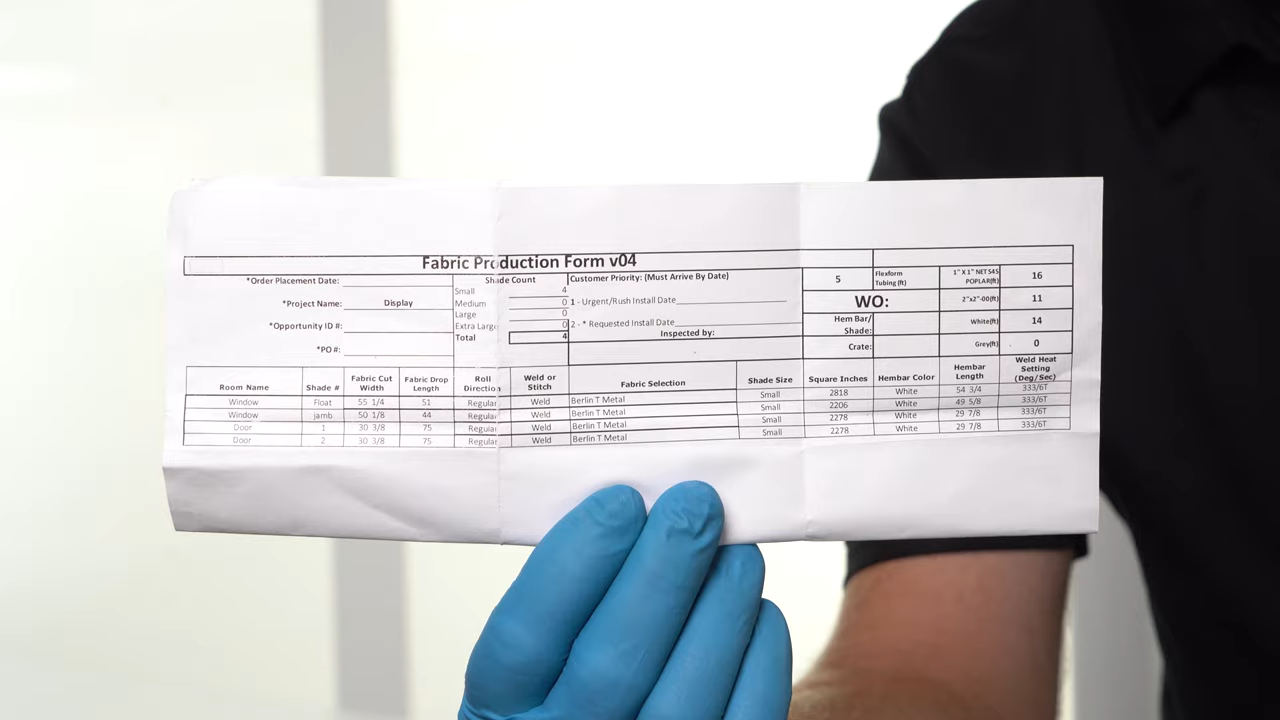 Fabric Production Form v04
*Order Placement Date:
Shade Count
Customer Priority: (Must Arrive By Date)
5 Flexform Tubing (ft) 1" X 1" NET S4S POPLAR(ft) 16
Small 4
*Project Name: Display
Medium 0 1 - Urgent/Rush Install Date
WO: 2"x2"-00(ft) 11
Large 0
*Opportunity ID #:
Extra Large 0 2 - * Requested Install Date
Hem Bar/ Shade: White(ft) 14
Total 4 Inspected by:
*PO #:
Crate: Grey(ft) 0
Room Name Shade # Fabric Cut Width Fabric Drop Length Roll Direction Weld or Stitch Fabric Selection Shade Size Square Inches Hembar Color Hembar Length Weld Heat Setting (Deg/Sec)
Window Float 55 1/4 51 Regular Weld Berlin T Metal Small 2818 White 54 3/4 333/6T
Window jamb 50 1/8 44 Regular Weld Berlin T Metal Small 2206 White 49 5/8 333/6T
Door 1 30 3/8 75 Regular Weld Berlin T Metal Small 2278 White 29 7/8 333/6T
Door 2 30 3/8 75 Regular Weld Berlin T Metal Small 2278 White 29 7/8 333/6T